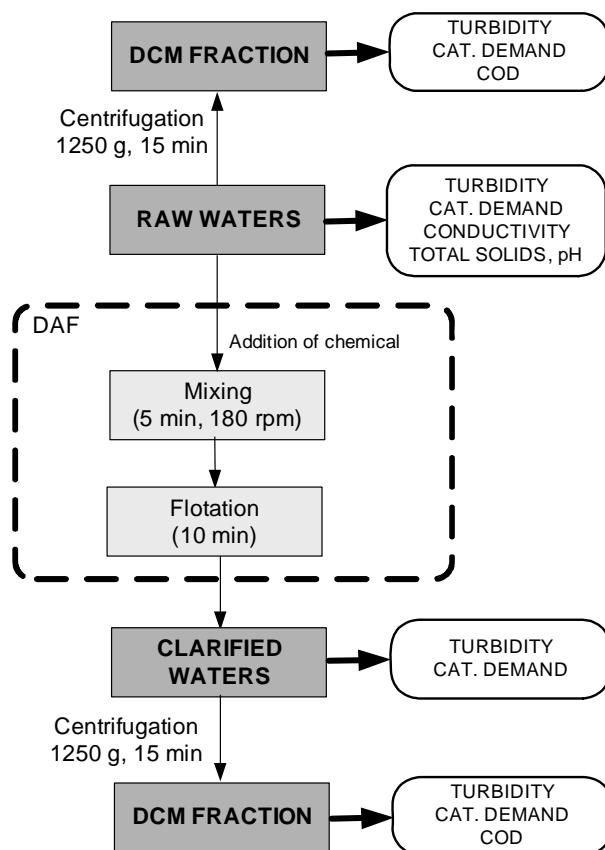 DCM FRACTION
TURBIDITY
CAT. DEMAND
COD
Centrifugation
1250 g, 15 min
RAW WATERS
TURBIDITY
CAT. DEMAND
CONDUCTIVITY
TOTAL SOLIDS, pH
DAF
Addition of chemical
Mixing
(5 min, 180 rpm)
Flotation
(10 min)
CLARIFIED
WATERS
TURBIDITY
CAT. DEMAND
Centrifugation
1250 g, 15 min
DCM FRACTION
TURBIDITY
CAT. DEMAND
COD